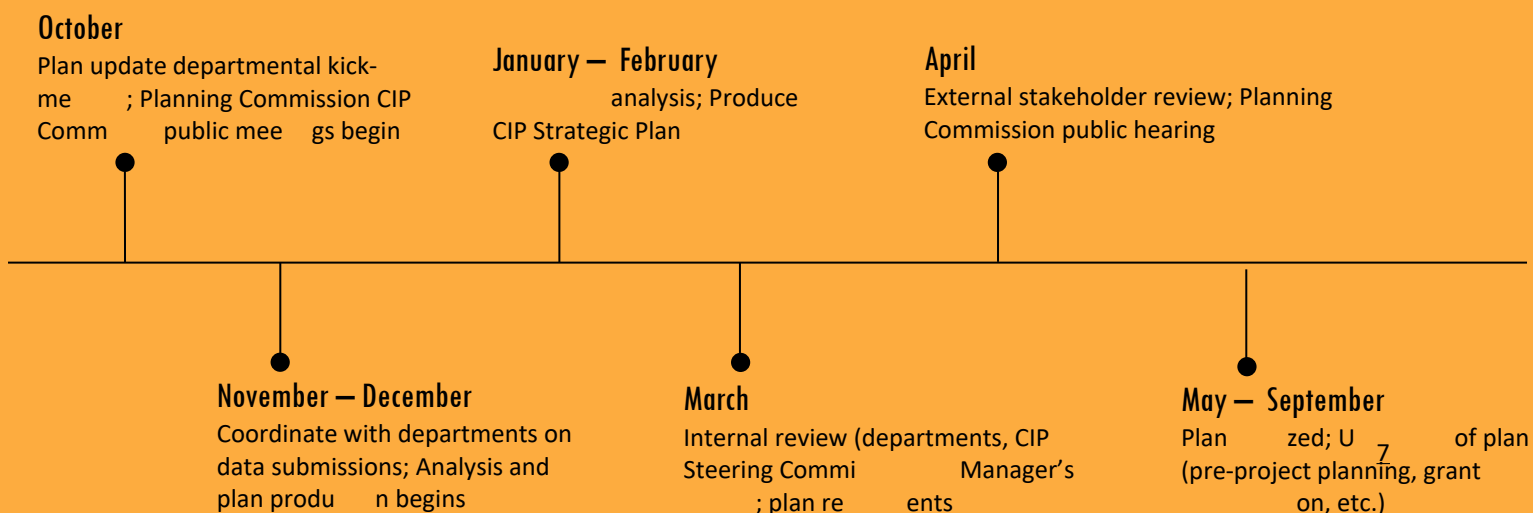 October
Plan update departmental kick-
me ; Planning Commission CIP
Comm public mee gs begin
January – February
analysis; Produce
CIP Strategic Plan
April
External stakeholder review; Planning
Commission public hearing
November – December
Coordinate with departments on
data submissions; Analysis and
plan produ n begins
March
Internal review (departments, CIP
Steering Commi Manager’s
; plan re ents
May – September
Plan zed; U of plan
7
(pre-project planning, grant
on, etc.)